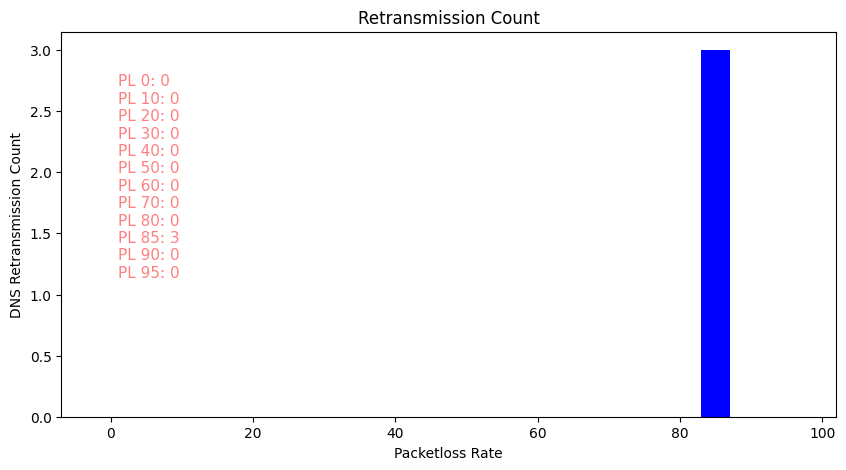 Retransmission Count
3.0
2.5
2.0
1.5
1.0
0.5
0.0
DNS Retransmission Count
PL 0: 0
PL 10: 0
PL 20: 0
PL 30: 0
PL 40: 0
PL 50: 0
PL 60: 0
PL 70: 0
PL 80: 0
PL 85: 3
PL 90: 0
PL 95: 0
0 20 40 60 80 100
Packetloss Rate